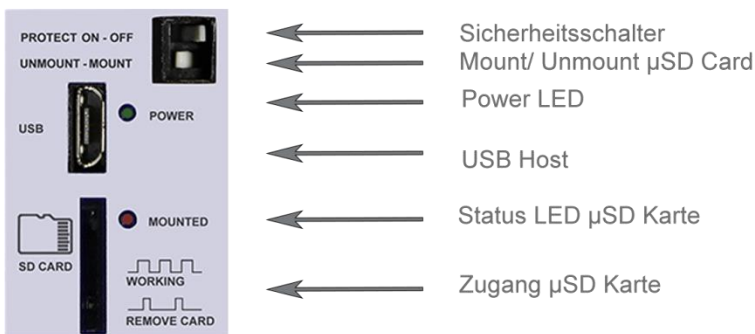 PROTECT ON - OFF
UNMOUNT - MOUNT
USB
POWER
SD CARD
MOUNTED
WORKING
REMOVE CARD
Sicherheitsschalter
Mount/ Unmount µSD Card
Power LED
USB Host
Status LED µSD Karte
Zugang µSD Karte